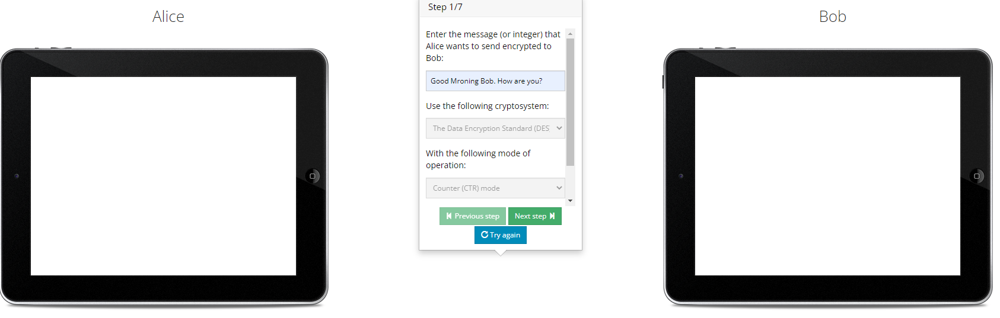 Alice
Step 1/7
Bob
Enter the message (or integer) that
Alice wants to send encrypted to
Bob:
Good Mroning Bob. How are you?
Use the following cryptosystem:
The Data Encryption Standard (DES
With the following mode of
operation:
Counter (CTR) mode
Previous step
Next step
Try again